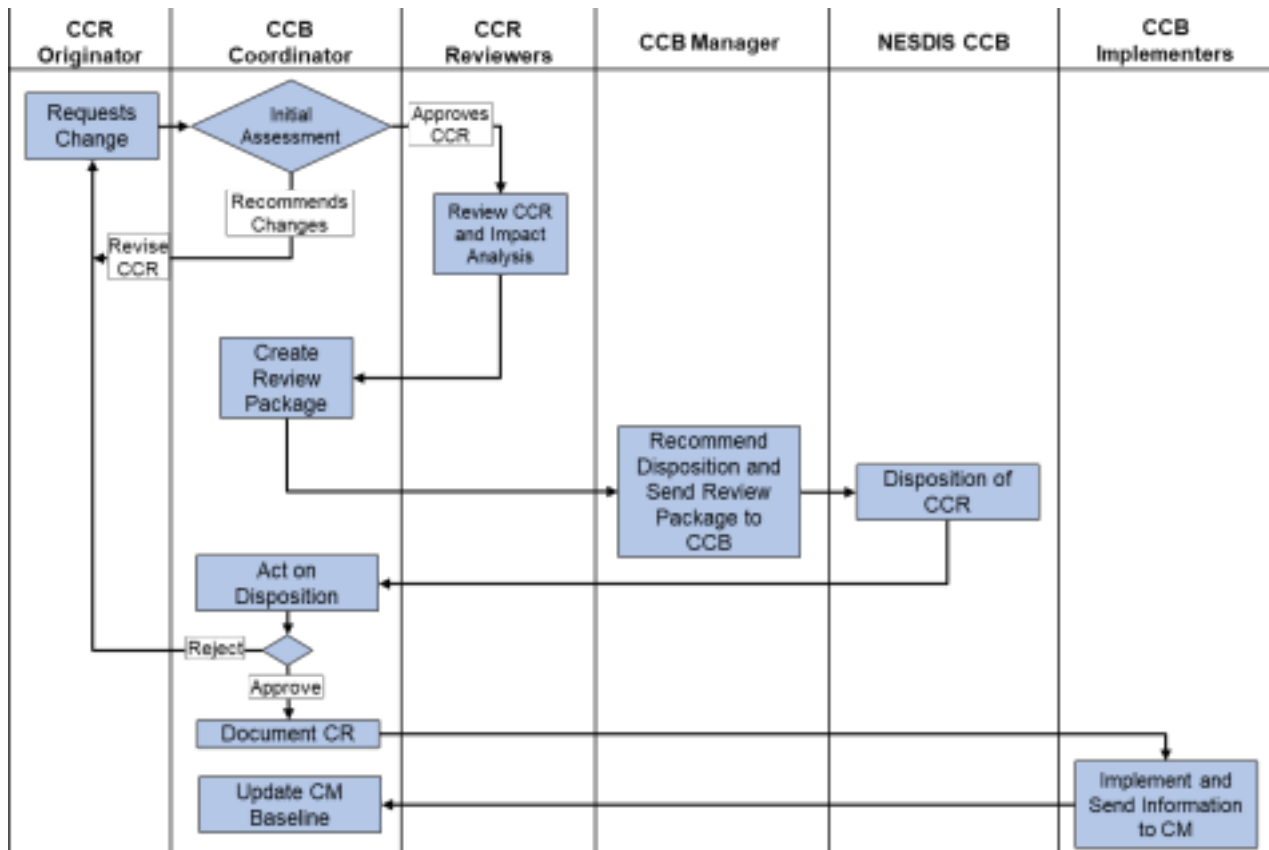 CCR
Originator
CCB
Coordinator
CCR
Reviewers
CCB Manager
NESDIS CCB
CCB
Implementers
Requests
Change
Initial
Assessment
Approves
CCR
Recommends
Changes
Review CCR
and Impact
Analysis
Revise
CCR
Create
Review
Package
Recommend
Disposition and
Send Review
Package to
CCB
Disposition of
CCR
Act on
Disposition
Reject
Approve
Document CR
Update CM
Baseline
Implement and
Send Information
to CM